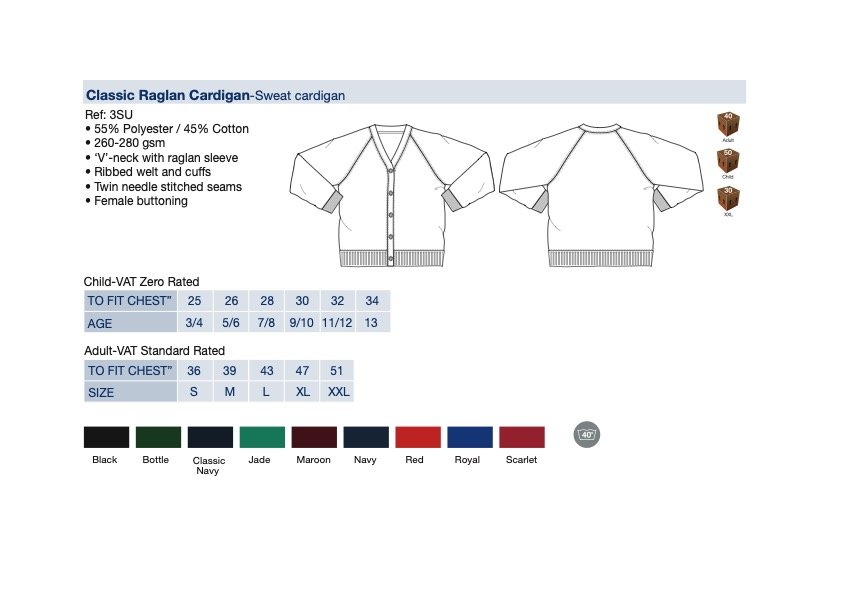 Classic Raglan Cardigan-Sweat cardigan
Ref: 3SU
• 55% Polyester / 45% Cotton
• 260-280 gsm
• ‘V’-neck with raglan sleeve
• Ribbed welt and cuffs
• Twin needle stitched seams
• Female buttoning
40
Adult
50
Child
30
XXL
Child-VAT Zero Rated
TO FIT CHEST” 25 26 28 30 32 34
AGE 3/4 5/6 7/8 9/10 11/12 13
Adult-VAT Standard Rated
TO FIT CHEST” 36 39 43 47 51
SIZE S M L XL XXL
40°
Black Bottle Classic Navy Jade Maroon Navy Red Royal Scarlet